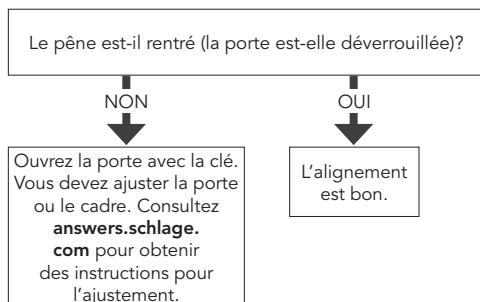 Le pêne est-il rentré (la porte est-elle déverrouillée)?
NON
OUI
Ouvrez la porte avec la clé.
Vous devez ajuster la porte
ou le cadre. Consultez
answers.schlage.
com pour obtenir
des instructions pour
l'ajustement.
L'alignement
est bon.